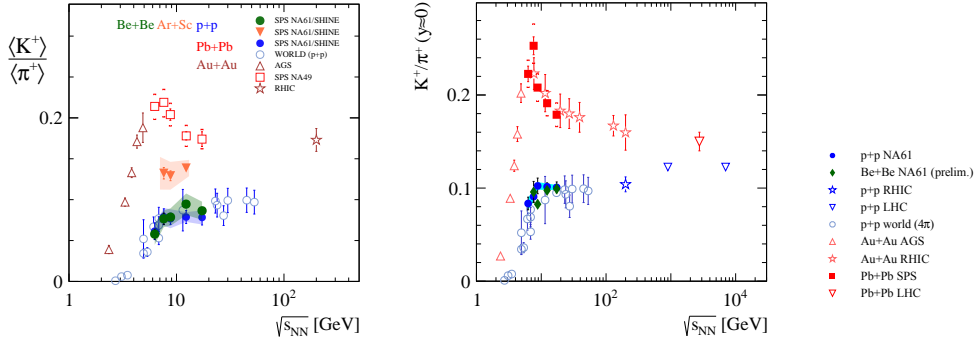 Be+Be Ar+Sc p+p
Pb+Pb
Au+Au
SPS NA61/SHINE
SPS NA61/SHINE
SPS NA61/SHINE
WORLD (p+p)
AGS
SPS NA49
RHIC
⟨K⁺⟩
⟨π⁺⟩
0.2
0
1 10 10²
√sNN [GeV]
K⁺/π⁺ (y≈0)
0.2
0.1
0.0
1 10 10² 10³ 10⁴
√sNN [GeV]
p+p NA61
Be+Be NA61 (prelim.)
p+p RHIC
p+p LHC
p+p world (4π)
Au+Au AGS
Au+Au RHIC
Pb+Pb SPS
Pb+Pb LHC